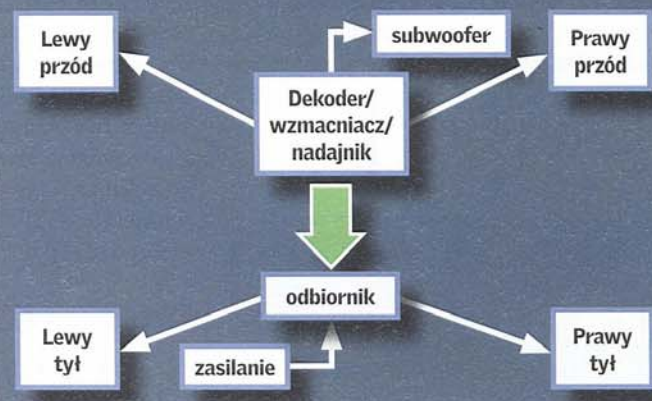 Lewy
przód
subwoofer
Prawy
przód
Dekoder/
wzmacniacz/
nadajnik
odbiornik
Lewy
tył
zasilanie
Prawy
tył